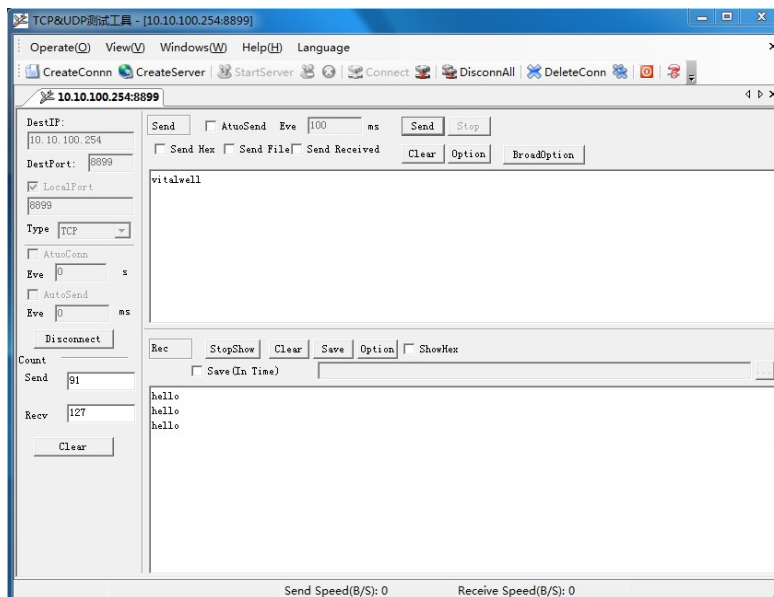 TCP&UDP测试工具 - [10.10.100.254:8899]
Operate(O) View(V) Windows(W) Help(H) Language
CreateConnn CreateServer StartServer Connect DisconnAll DeleteConn
10.10.100.254:8899
DestIP:
10.10.100.254
DestPort: 8899
LocalPort
8899
Type TCP
AtuoConn
Eve 0 s
AutoSend
Eve 0 ms
Disconnect
Count
Send 91
Recv 127
Clear
Send AtuoSend Eve 100 ms Send Stop
Send Hex Send File Send Received Clear Option BroadOption
vitalwell
Rec StopShow Clear Save Option ShowHex
Save(In Time) ...
hello
hello
hello
Send Speed(B/S): 0 Receive Speed(B/S): 0